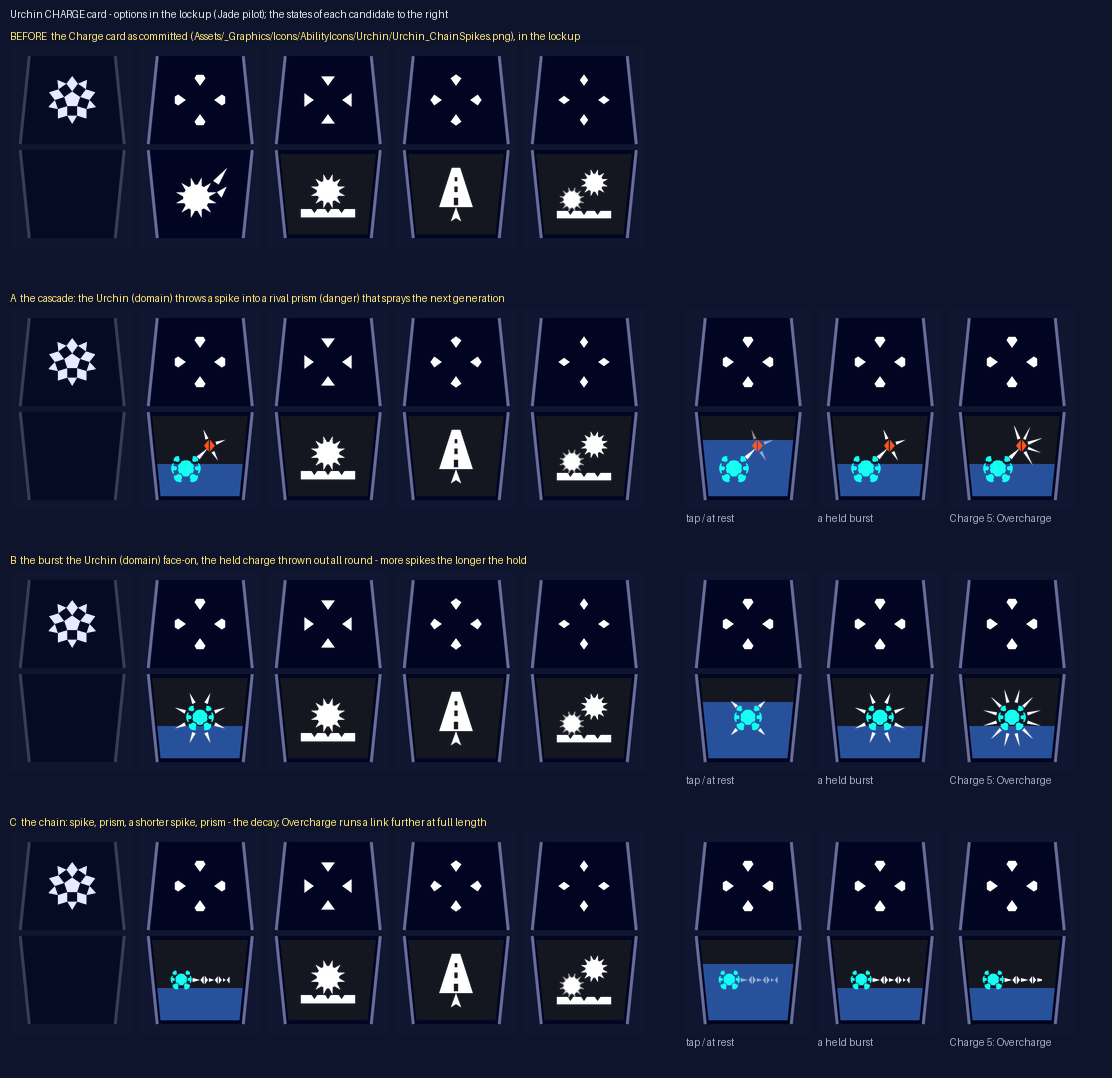 Urchin CHARGE card - options in the lockup (Jade pilot); the states of each candidate to the right
BEFORE the Charge card as committed (Assets/_Graphics/Icons/AbilityIcons/Urchin/Urchin_ChainSpikes.png), in the lockup
A the cascade: the Urchin (domain) throws a spike into a rival prism (danger) that sprays the next generation
tap / at rest
a held burst
Charge 5: Overcharge
B the burst: the Urchin (domain) face-on, the held charge thrown out all round - more spikes the longer the hold
tap / at rest
a held burst
Charge 5: Overcharge
C the chain: spike, prism, a shorter spike, prism - the decay; Overcharge runs a link further at full length
tap / at rest
a held burst
Charge 5: Overcharge